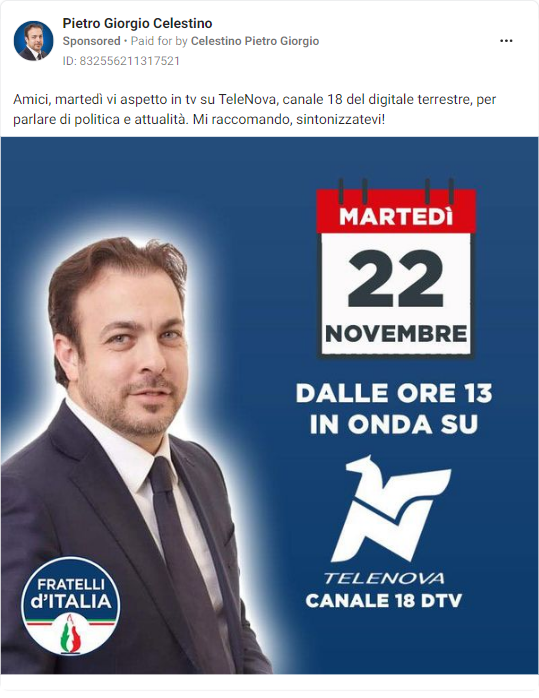 Pietro Giorgio Celestino
Sponsored • Paid for by Celestino Pietro Giorgio
ID: 832556211317521
Amici, martedì vi aspetto in tv su TeleNova, canale 18 del digitale terrestre, per
parlare di politica e attualità. Mi raccomando, sintonizzatevi!
MARTEDÌ
22
NOVEMBRE
DALLE ORE 13
IN ONDA SU
TELENOVA
CANALE 18 DTV
FRATELLI
d'ITALIA